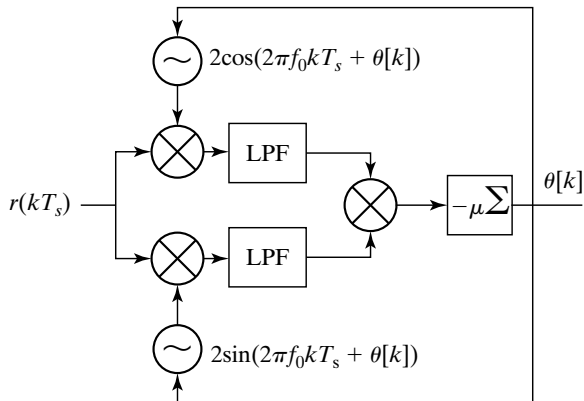 2cos(2πf₀kTₛ + θ[k])
LPF
θ[k]
r(kTₛ)
−μΣ
LPF
2sin(2πf₀kTₛ + θ[k])